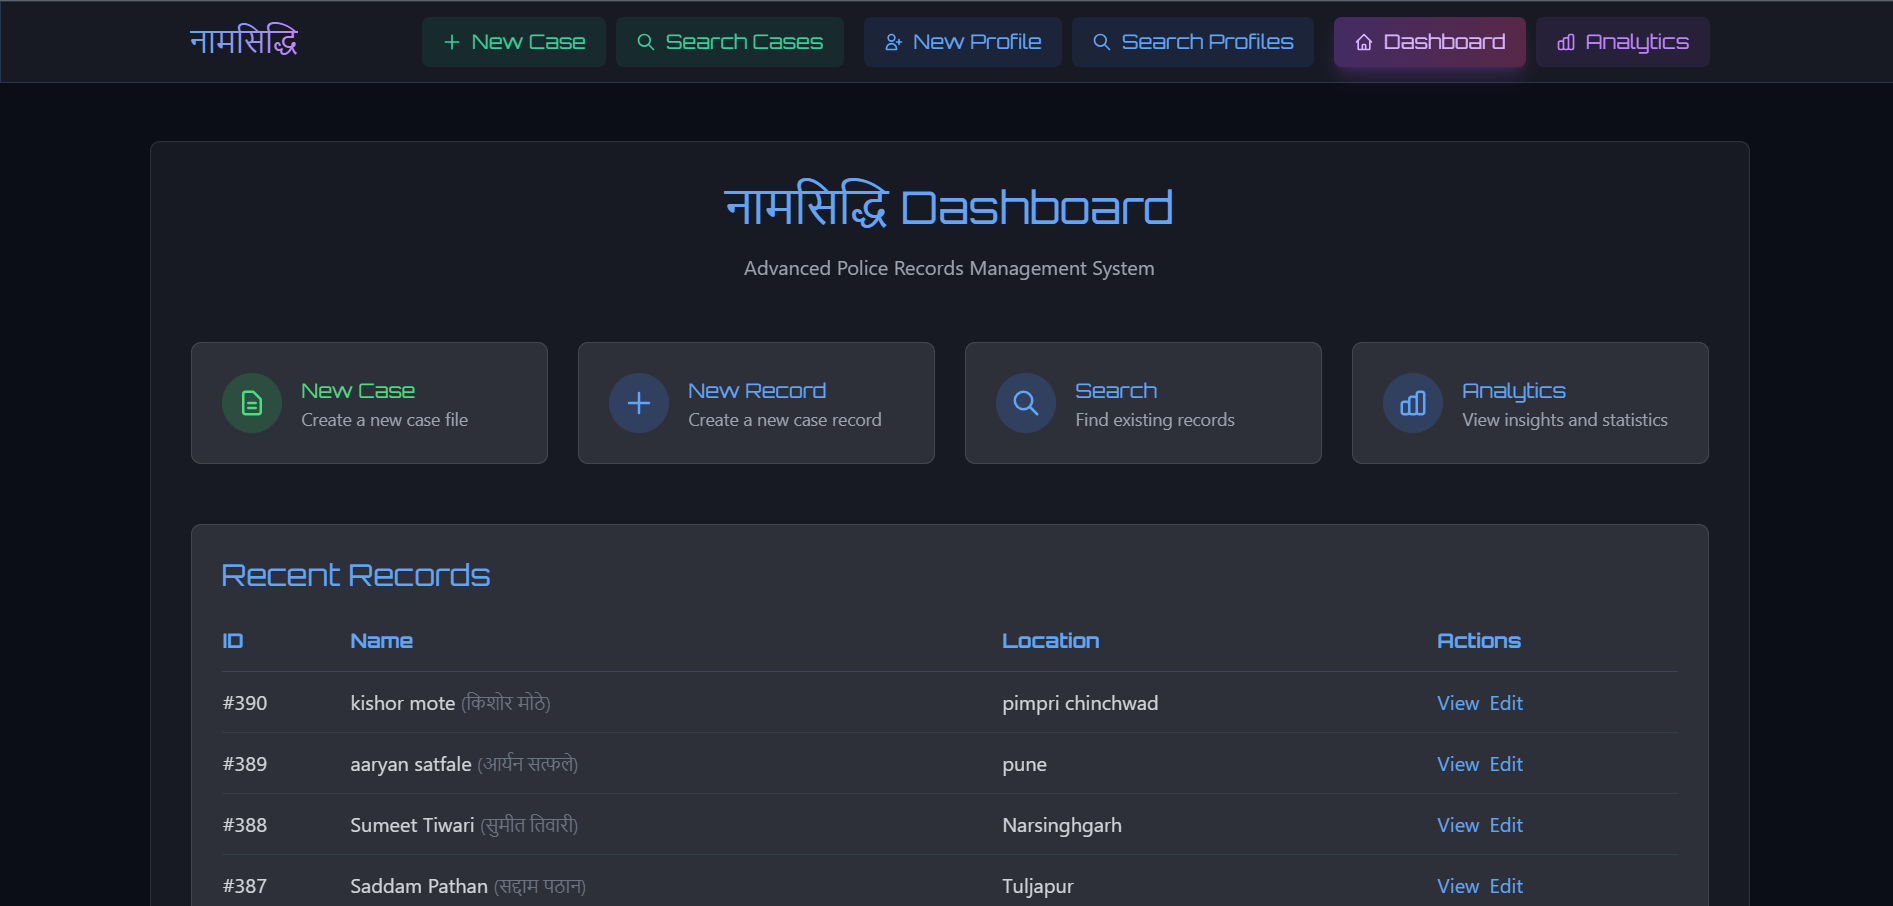 नामसिद्धि New Case Search Cases New Profile Search Profiles Dashboard Analytics
नामसिद्धि Dashboard
Advanced Police Records Management System
New Case
Create a new case file
New Record
Create a new case record
Search
Find existing records
Analytics
View insights and statistics
Recent Records
ID Name Location Actions
#390 kishor mote (किशोर मोठे) pimpri chinchwad View Edit
#389 aaryan satfale (आर्यन सत्फले) pune View Edit
#388 Sumeet Tiwari (सुमीत तिवारी) Narsinghgarh View Edit
#387 Saddam Pathan (सद्दाम पठान) Tuljapur View Edit